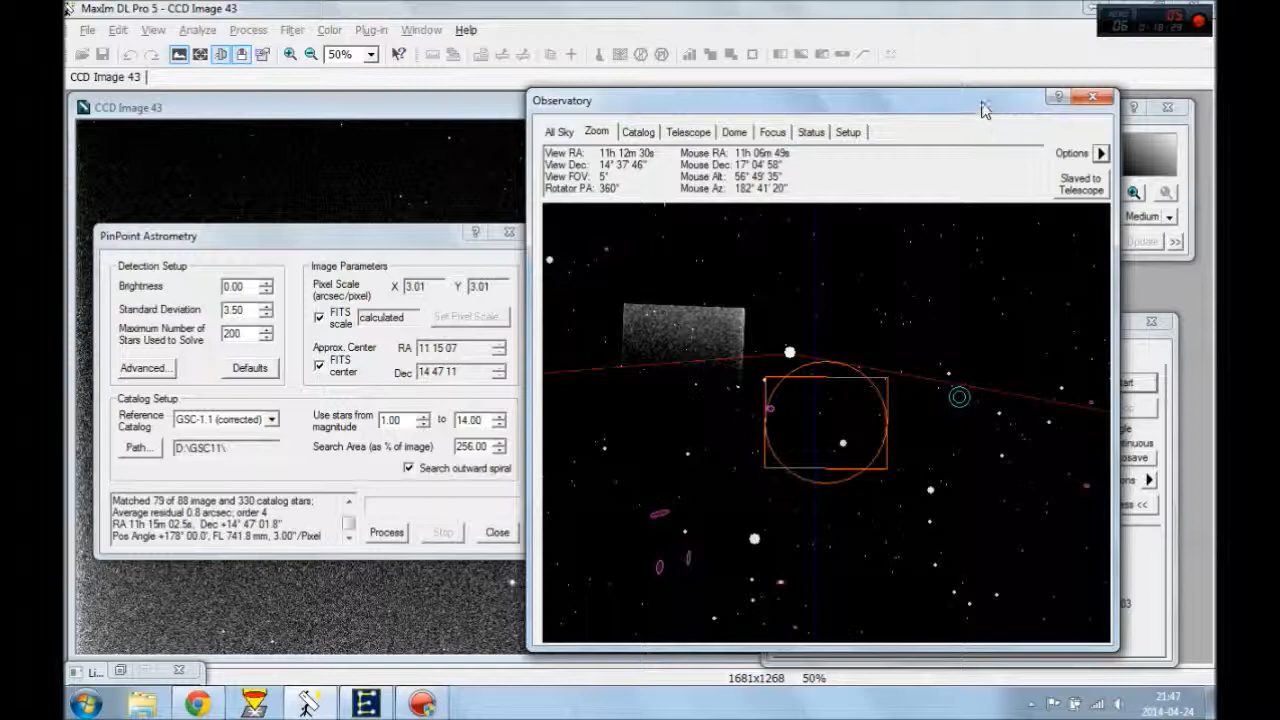 MaxIm DL Pro 5 - CCD Image 43
File Edit View Analyze Process Filter Color Plug-in Window Help
50%
CCD Image 43
CCD Image 43
Observatory
All Sky Zoom Catalog Telescope Dome Focus Status Setup
View RA: 11h 12m 30s Mouse RA: 11h 06m 49s
View Dec: 14° 37' 46" Mouse Dec: 17° 04' 58"
View FOV: 5° Mouse Alt: 56° 49' 35"
Rotator PA: 360° Mouse Az: 182° 41' 20"
Options
Slaved to
Telescope
Medium
Update >>
PinPoint Astrometry
Detection Setup
Brightness 0.00
Standard Deviation 3.50
Maximum Number of
Stars Used to Solve 200
Advanced... Defaults
Image Parameters
Pixel Scale
(arcsec/pixel) X 3.01 Y 3.01
FITS
scale calculated Set Pixel Scale...
Approx. Center RA 11 15 07
FITS
center Dec 14 47 11
Catalog Setup
Reference
Catalog GSC-1.1 (corrected)
Path... D:\GSC11\
Use stars from
magnitude 1.00 to 14.00
Search Area (as % of image) 256.00
Search outward spiral
Matched 79 of 88 image and 330 catalog stars;
Average residual 0.8 arcsec; order 4
RA 11h 15m 02.5s, Dec +14° 47' 01.8"
Pos Angle +178° 00.0', FL 741.8 mm, 3.00"/Pixel
Process Stop Close
Li...
1681x1268 50%
21:47
2014-04-24